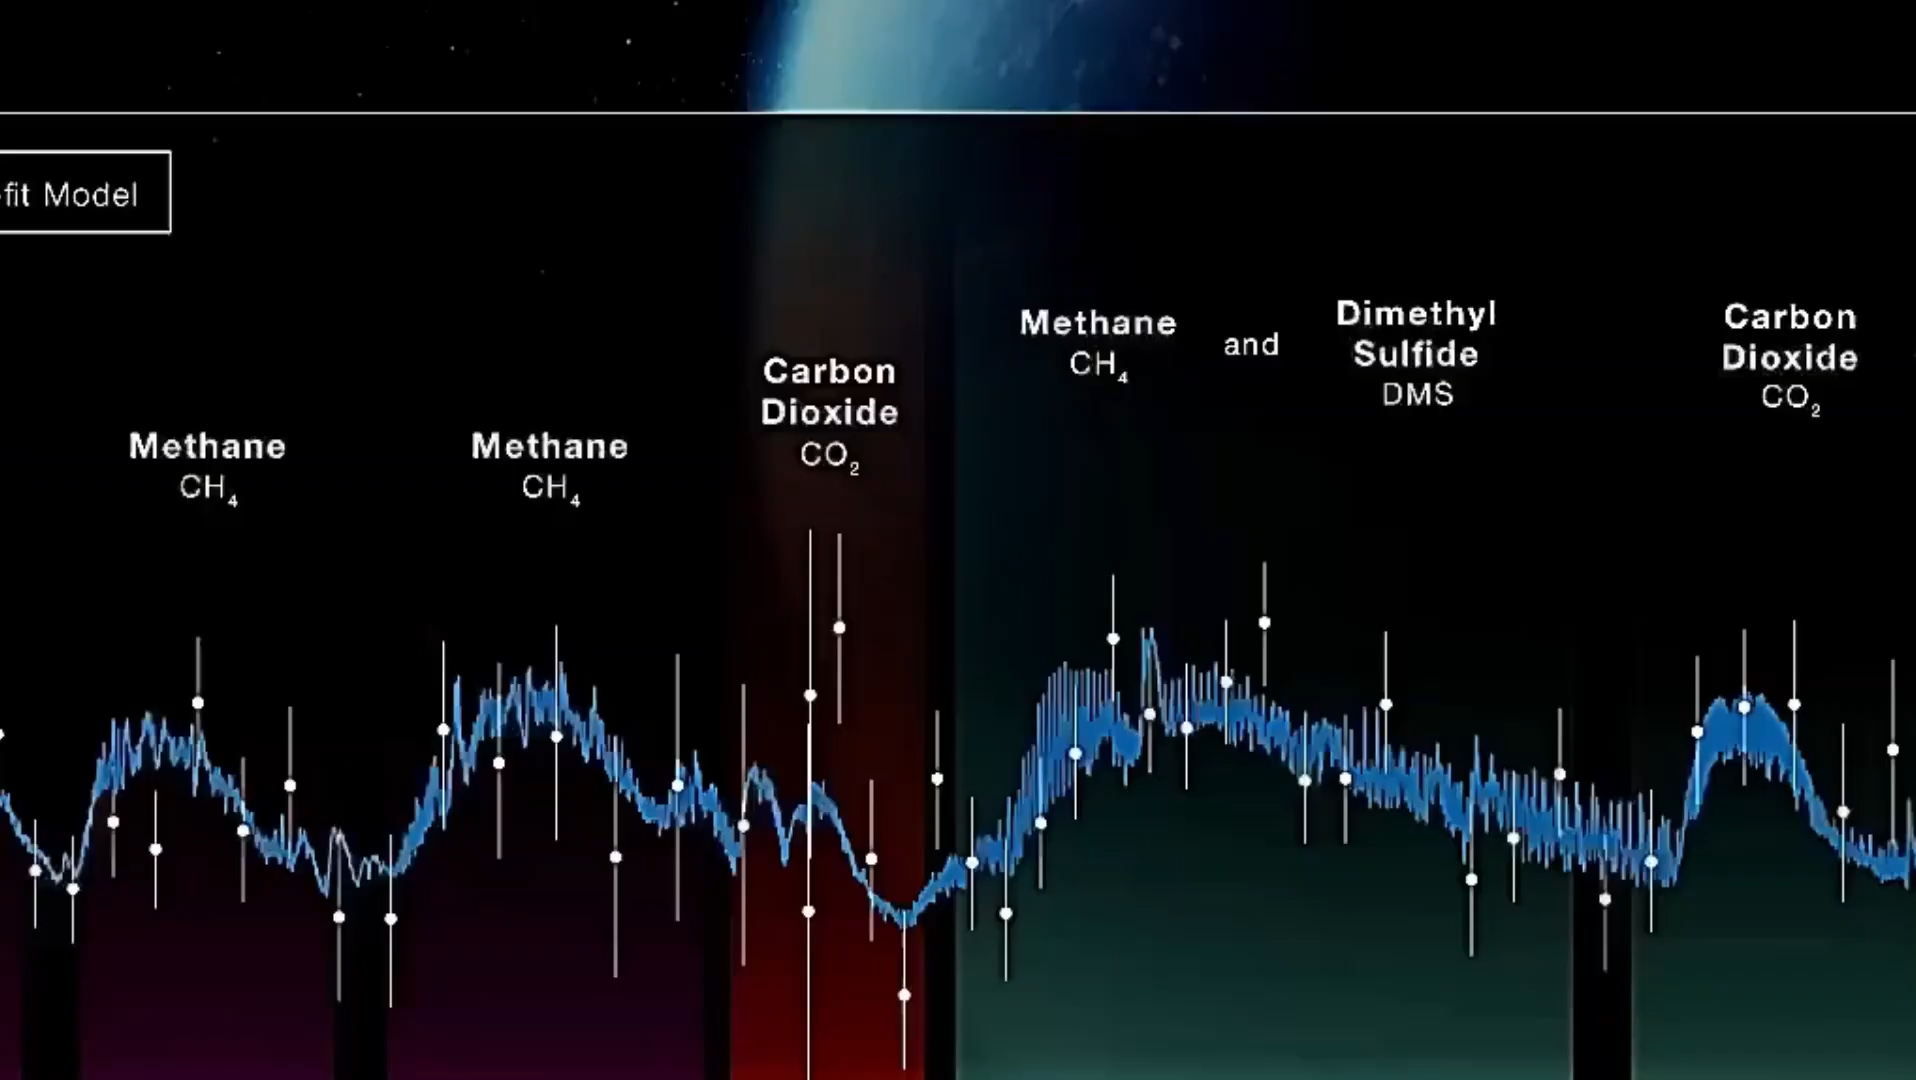 fit Model
Methane
CH₄
Methane
CH₄
Carbon
Dioxide
CO₂
Methane
CH₄
and
Dimethyl
Sulfide
DMS
Carbon
Dioxide
CO₂